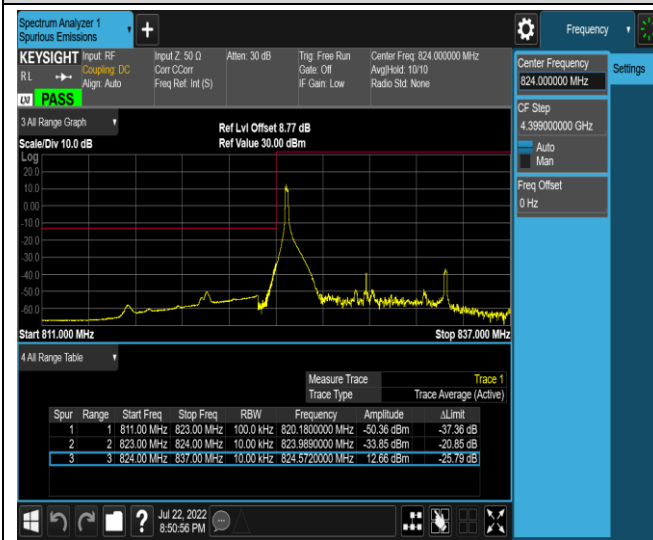 Spectrum Analyzer 1
Spurious Emissions
Frequency
KEYSIGHT
Input: RF
Input Z: 50 Ω
Atten: 30 dB
Trig: Free Run
Center Freq: 824.000000 MHz
RL
Coupling: DC
Corr CCorr
Gate: Off
Avg|Hold: 10/10
Align: Auto
Freq Ref: Int (S)
IF Gain: Low
Radio Std: None
LXI
PASS
Center Frequency
824.000000 MHz
Settings
CF Step
4.399000000 GHz
Auto
Man
Freq Offset
0 Hz
3 All Range Graph
Ref Lvl Offset 8.77 dB
Scale/Div 10.0 dB
Ref Value 30.00 dBm
Log
20.0
10.0
0.00
-10.0
-20.0
-30.0
-40.0
-50.0
-60.0
Start 811.000 MHz
Stop 837.000 MHz
4 All Range Table
Measure Trace Trace 1
Trace Type Trace Average (Active)
Spur Range Start Freq Stop Freq RBW Frequency Amplitude ΔLimit
1 1 811.00 MHz 823.00 MHz 100.0 kHz 820.1800000 MHz -50.36 dBm -37.36 dB
2 2 823.00 MHz 824.00 MHz 10.00 kHz 823.9890000 MHz -33.85 dBm -20.85 dB
3 3 824.00 MHz 837.00 MHz 10.00 kHz 824.5720000 MHz 12.66 dBm -25.79 dB
Jul 22, 2022
8:50:56 PM